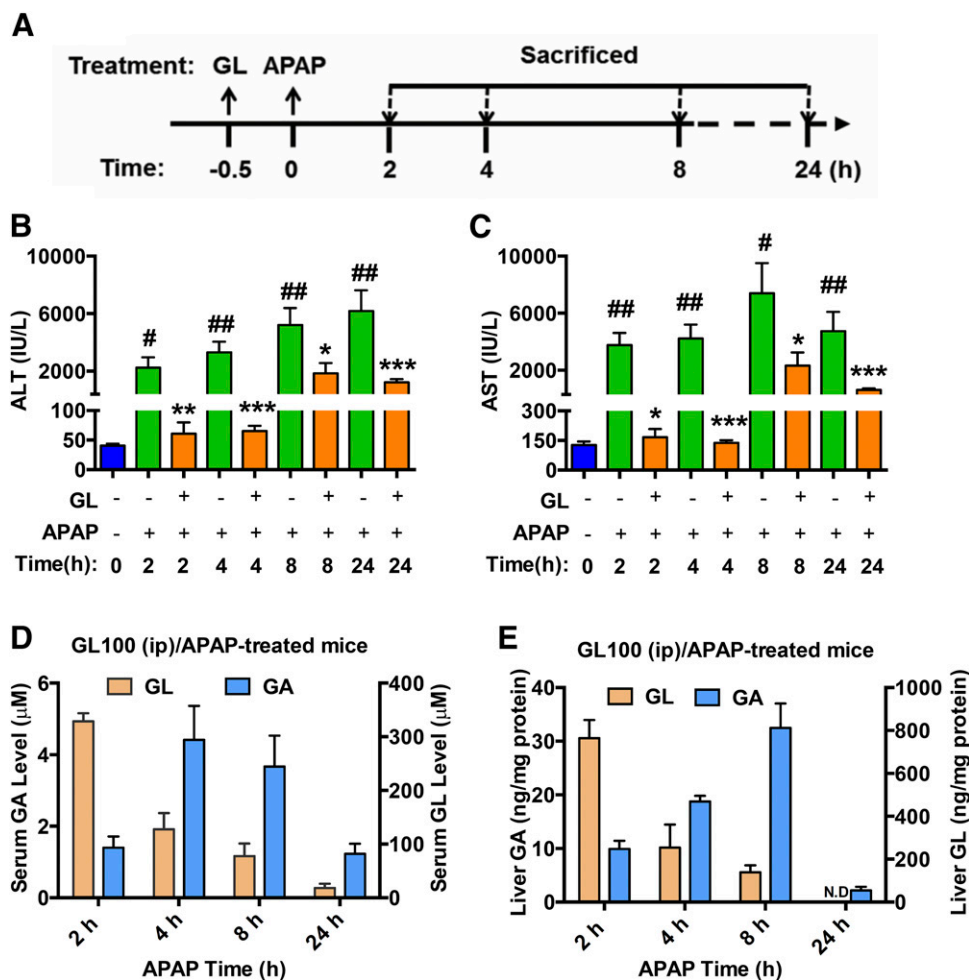 A
Treatment: GL APAP Sacrificed
Time: -0.5 0 2 4 8 24 (h)
B
ALT (IU/L)
10000
6000
2000
100
50
0
# ** ## *** ## * ## ***
GL - - + - + - + - +
APAP - + + + + + + + +
Time(h): 0 2 2 4 4 8 8 24 24
C
AST (IU/L)
10000
6000
2000
300
150
0
## * ## *** # * ## ***
- - + - + - + - +
- + + + + + + + +
0 2 2 4 4 8 8 24 24
D
GL100 (ip)/APAP-treated mice
GL GA
Serum GA Level (μM)
6
4
2
0
Serum GL Level (μM)
400
300
200
100
0
2 h 4 h 8 h 24 h
APAP Time (h)
E
GL100 (ip)/APAP-treated mice
GL GA
Liver GA (ng/mg protein)
40
30
20
10
0
Liver GL (ng/mg protein)
1000
800
600
400
200
0
N.D
2 h 4 h 8 h 24 h
APAP Time (h)